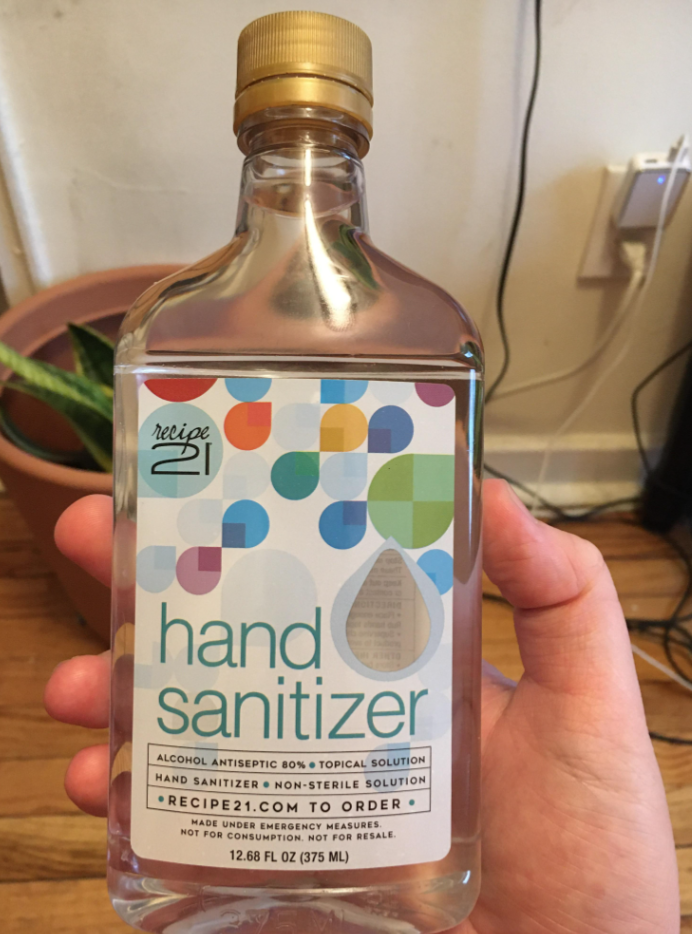 recipe
21
hand
sanitizer
ALCOHOL ANTISEPTIC 80% • TOPICAL SOLUTION
HAND SANITIZER • NON-STERILE SOLUTION
• RECIPE21.COM TO ORDER •
MADE UNDER EMERGENCY MEASURES.
NOT FOR CONSUMPTION. NOT FOR RESALE.
12.68 FL OZ (375 ML)